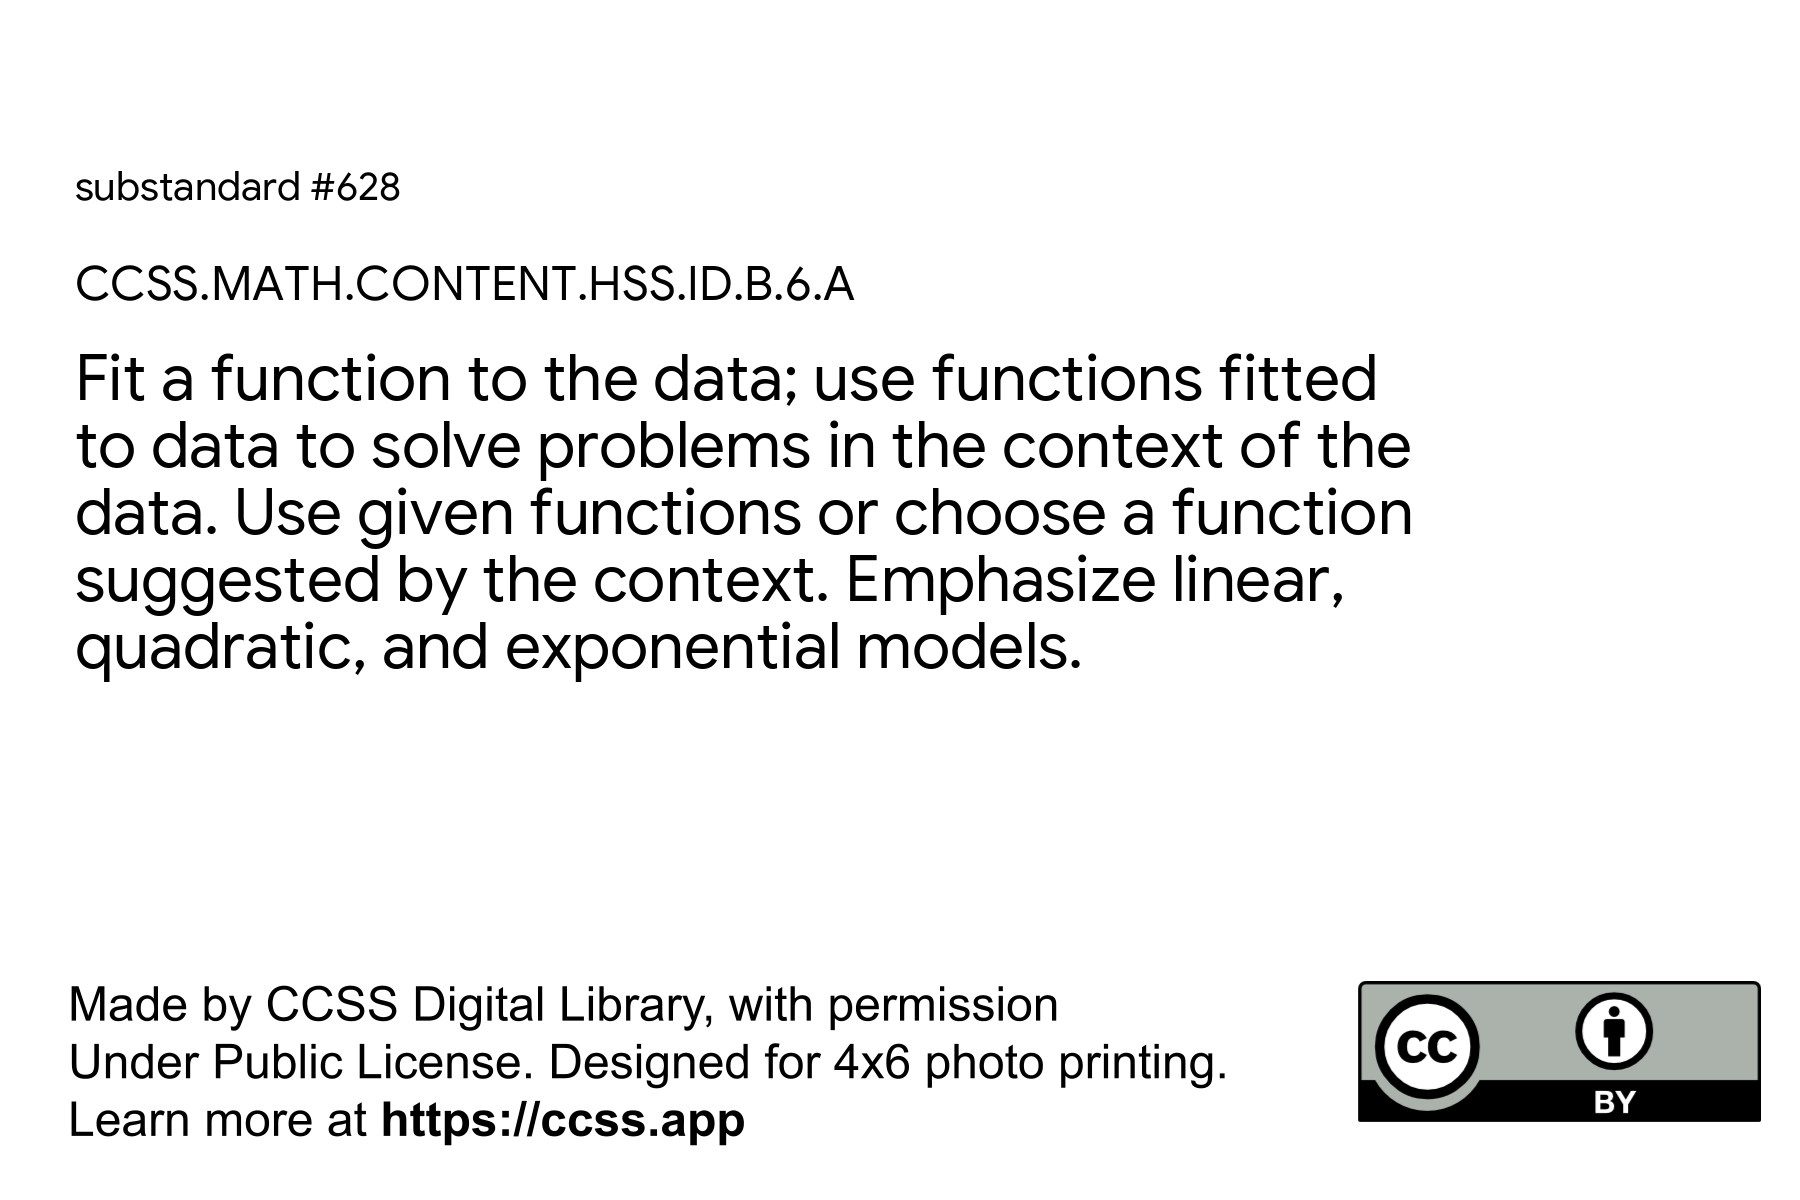 substandard #628
CCSS.MATH.CONTENT.HSS.ID.B.6.A
Fit a function to the data; use functions fitted
to data to solve problems in the context of the
data. Use given functions or choose a function
suggested by the context. Emphasize linear,
quadratic, and exponential models.
Made by CCSS Digital Library, with permission
Under Public License. Designed for 4x6 photo printing.
Learn more at https://ccss.app
CC
BY